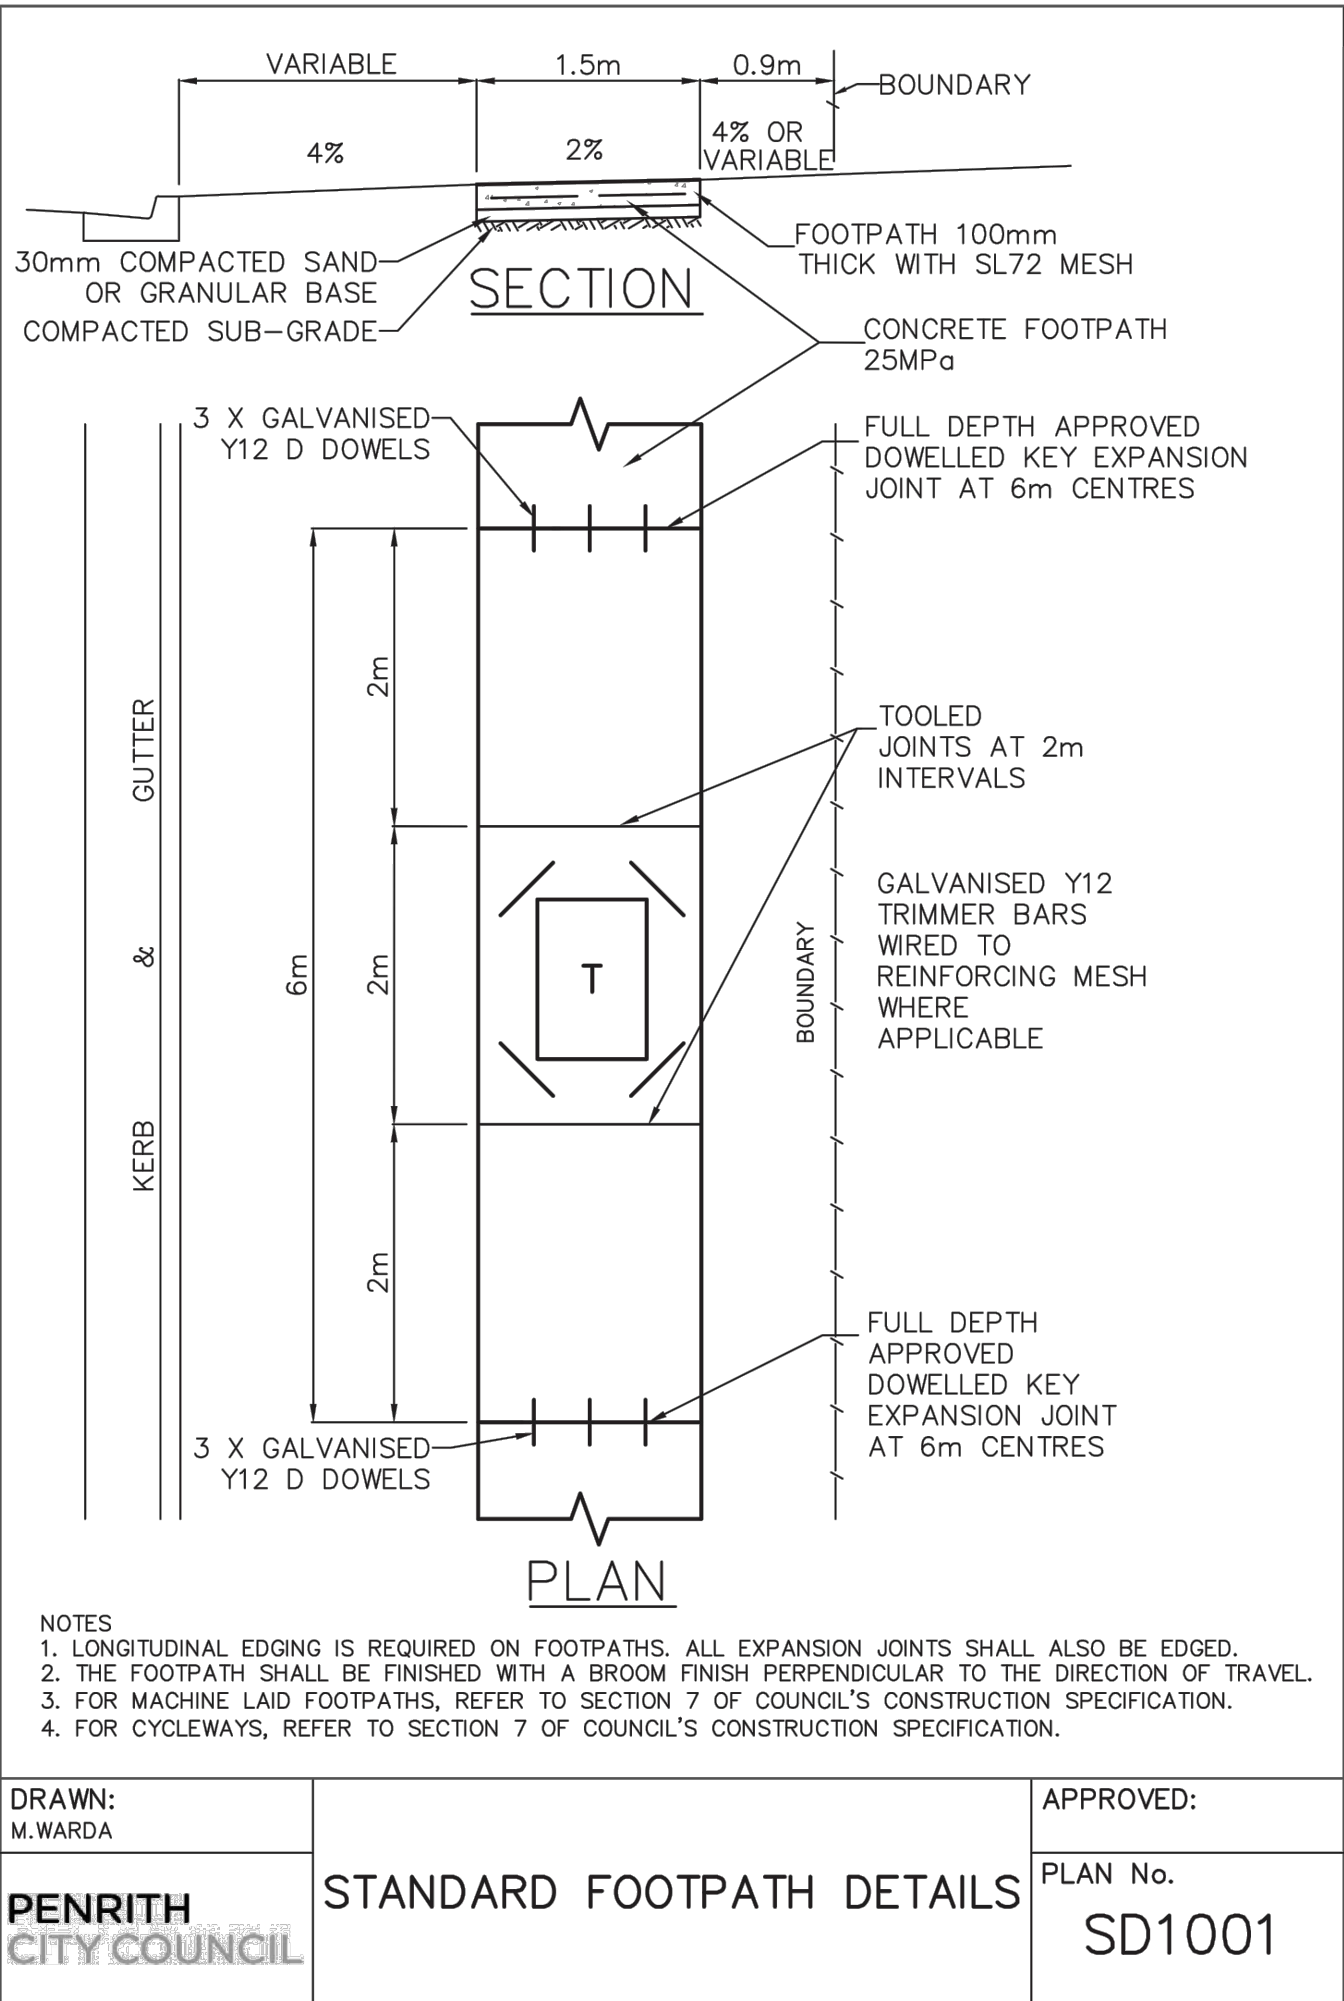 VARIABLE
1.5m
0.9m
BOUNDARY
4%
2%
4% OR
VARIABLE
30mm COMPACTED SAND
OR GRANULAR BASE
COMPACTED SUB-GRADE
SECTION
FOOTPATH 100mm
THICK WITH SL72 MESH
CONCRETE FOOTPATH
25MPa
3 X GALVANISED
Y12 D DOWELS
FULL DEPTH APPROVED
DOWELLED KEY EXPANSION
JOINT AT 6m CENTRES
2m
TOOLED
JOINTS AT 2m
INTERVALS
KERB & GUTTER
6m
2m
T
BOUNDARY
GALVANISED Y12
TRIMMER BARS
WIRED TO
REINFORCING MESH
WHERE
APPLICABLE
2m
FULL DEPTH
APPROVED
DOWELLED KEY
EXPANSION JOINT
AT 6m CENTRES
3 X GALVANISED
Y12 D DOWELS
PLAN
NOTES
1. LONGITUDINAL EDGING IS REQUIRED ON FOOTPATHS. ALL EXPANSION JOINTS SHALL ALSO BE EDGED.
2. THE FOOTPATH SHALL BE FINISHED WITH A BROOM FINISH PERPENDICULAR TO THE DIRECTION OF TRAVEL.
3. FOR MACHINE LAID FOOTPATHS, REFER TO SECTION 7 OF COUNCIL'S CONSTRUCTION SPECIFICATION.
4. FOR CYCLEWAYS, REFER TO SECTION 7 OF COUNCIL'S CONSTRUCTION SPECIFICATION.
DRAWN:
M.WARDA
PENRITH
CITY COUNCIL
STANDARD FOOTPATH DETAILS
APPROVED:
PLAN No.
SD1001